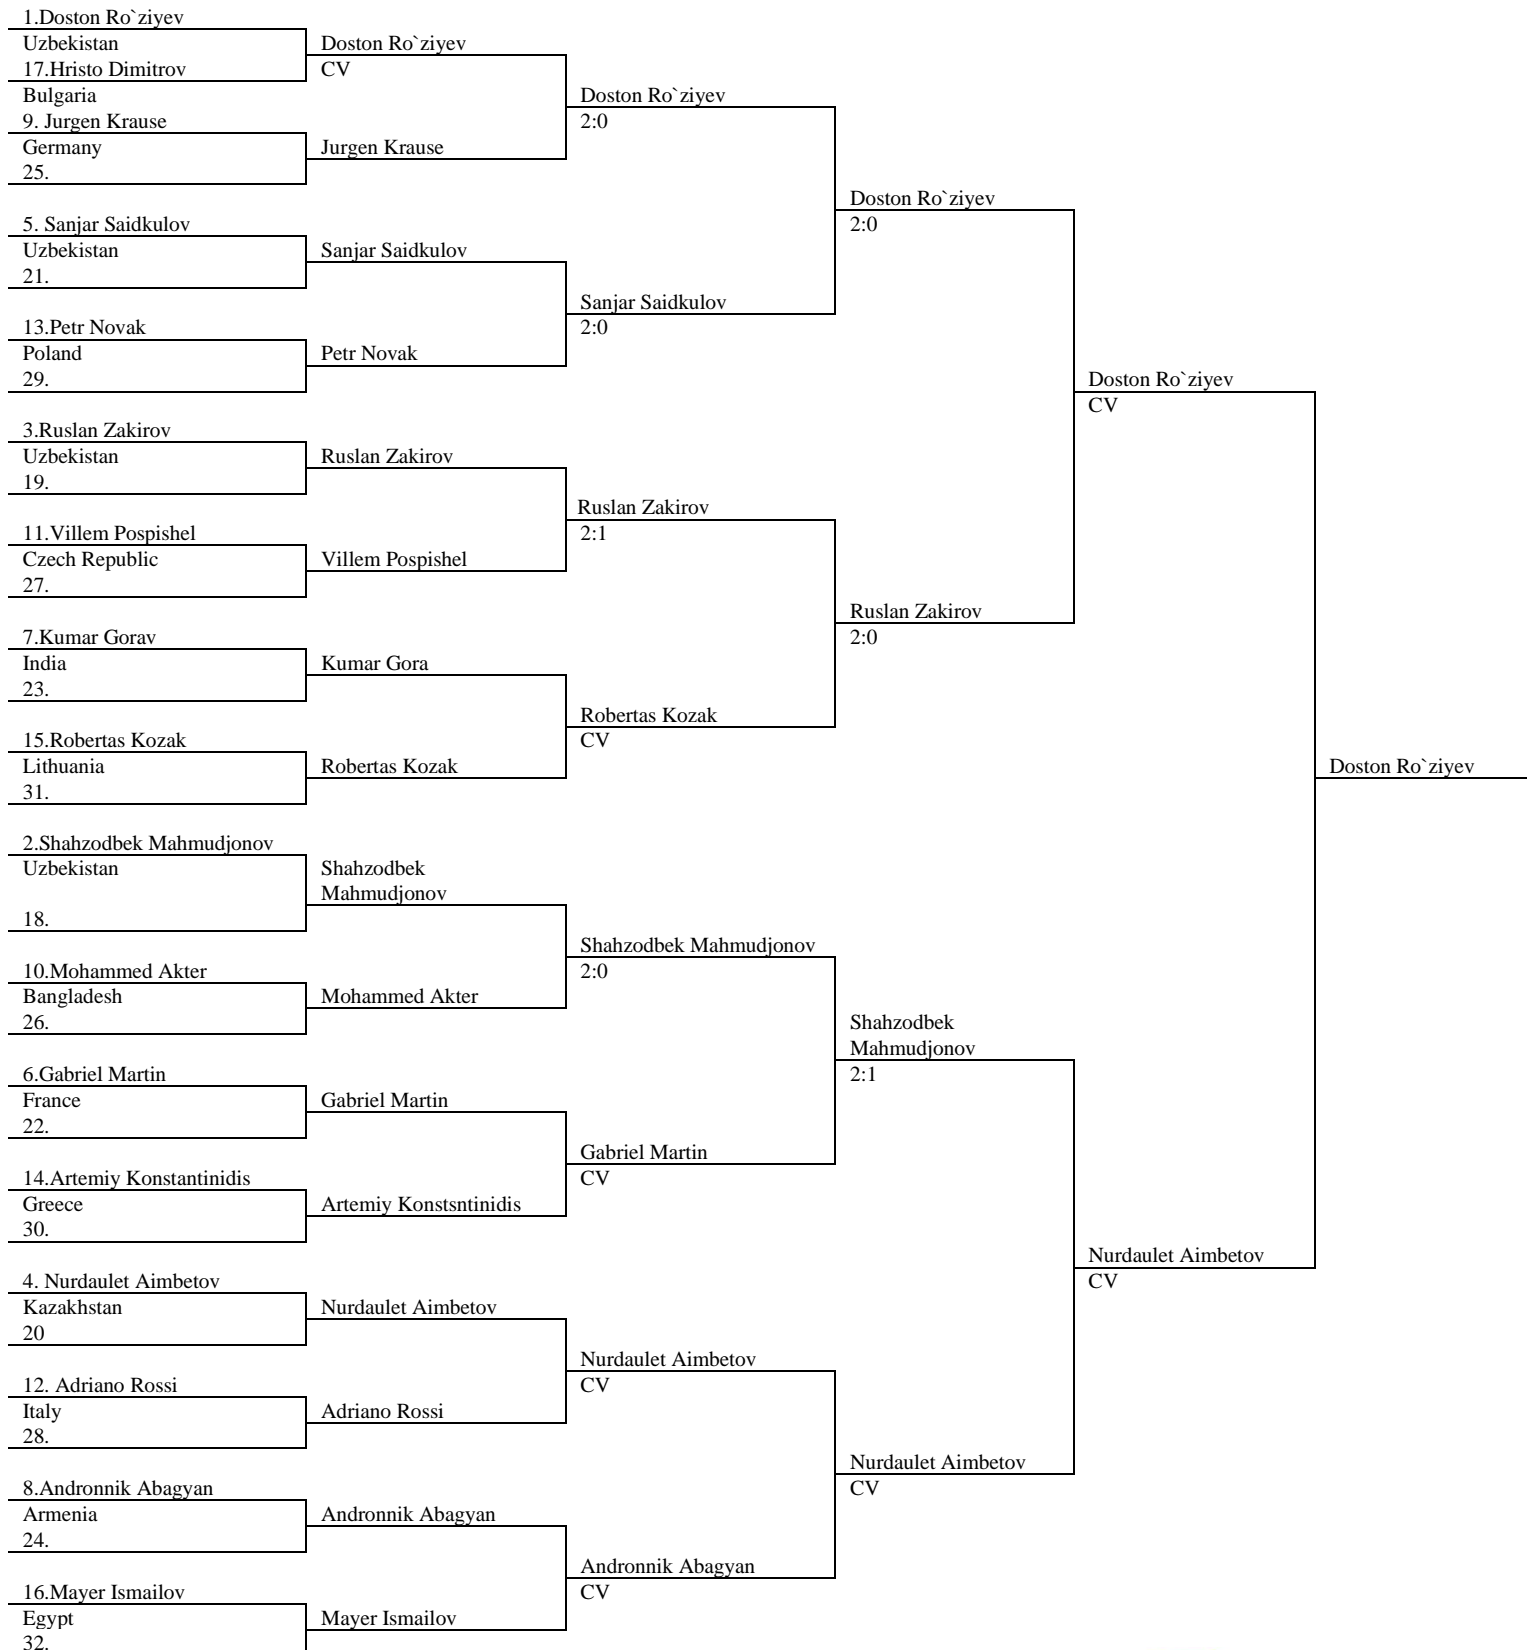 1.Doston Ro`ziyev
Uzbekistan
17.Hristo Dimitrov
Bulgaria
9. Jurgen Krause
Germany
25.
5. Sanjar Saidkulov
Uzbekistan
21.
13.Petr Novak
Poland
29.
3.Ruslan Zakirov
Uzbekistan
19.
11.Villem Pospishel
Czech Republic
27.
7.Kumar Gorav
India
23.
15.Robertas Kozak
Lithuania
31.
2.Shahzodbek Mahmudjonov
Uzbekistan
18.
10.Mohammed Akter
Bangladesh
26.
6.Gabriel Martin
France
22.
14.Artemiy Konstantinidis
Greece
30.
4. Nurdaulet Aimbetov
Kazakhstan
20
12. Adriano Rossi
Italy
28.
8.Andronnik Abagyan
Armenia
24.
16.Mayer Ismailov
Egypt
32.
Doston Ro`ziyev
CV
Jurgen Krause
Sanjar Saidkulov
Petr Novak
Ruslan Zakirov
Villem Pospishel
Kumar Gora
Robertas Kozak
Shahzodbek
Mahmudjonov
Mohammed Akter
Gabriel Martin
Artemiy Konstsntinidis
Nurdaulet Aimbetov
Adriano Rossi
Andronnik Abagyan
Mayer Ismailov
Doston Ro`ziyev
2:0
Sanjar Saidkulov
2:0
Ruslan Zakirov
2:1
Robertas Kozak
CV
Shahzodbek Mahmudjonov
2:0
Gabriel Martin
CV
Nurdaulet Aimbetov
CV
Andronnik Abagyan
CV
Doston Ro`ziyev
2:0
Ruslan Zakirov
2:0
Shahzodbek
Mahmudjonov
2:1
Nurdaulet Aimbetov
CV
Doston Ro`ziyev
CV
Nurdaulet Aimbetov
CV
Doston Ro`ziyev